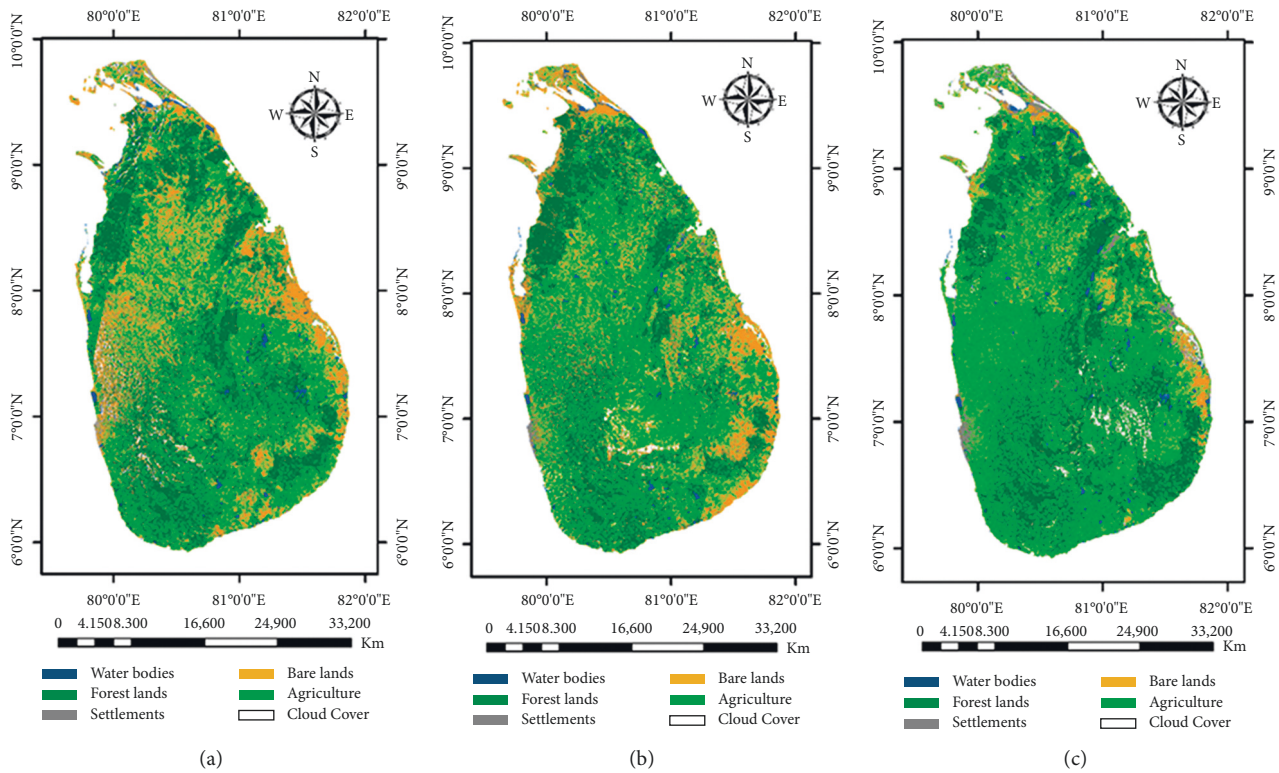 80°0'0"E 81°0'0"E 82°0'0"E 80°0'0"E 81°0'0"E 82°0'0"E 80°0'0"E 81°0'0"E 82°0'0"E
10°0'0"N 10°0'0"N 10°0'0"N 10°0'0"N 10°0'0"N 10°0'0"N
N N N
W E W E W E
S S S
9°0'0"N 9°0'0"N 9°0'0"N 9°0'0"N 9°0'0"N 9°0'0"N
8°0'0"N 8°0'0"N 8°0'0"N 8°0'0"N 8°0'0"N 8°0'0"N
7°0'0"N 7°0'0"N 7°0'0"N 7°0'0"N 7°0'0"N 7°0'0"N
6°0'0"N 6°0'0"N 6°0'0"N 6°0'0"N 6°0'0"N 6°0'0"N
80°0'0"E 81°0'0"E 82°0'0"E 80°0'0"E 81°0'0"E 82°0'0"E 80°0'0"E 81°0'0"E 82°0'0"E
0 4.150 8.300 16,600 24,900 33,200 0 4.150 8.300 16,600 24,900 33,200 0 4.150 8.300 16,600 24,900 33,200
Km Km Km
Water bodies Bare lands Water bodies Bare lands Water bodies Bare lands
Forest lands Agriculture Forest lands Agriculture Forest lands Agriculture
Settlements Cloud Cover Settlements Cloud Cover Settlements Cloud Cover
(a) (b) (c)